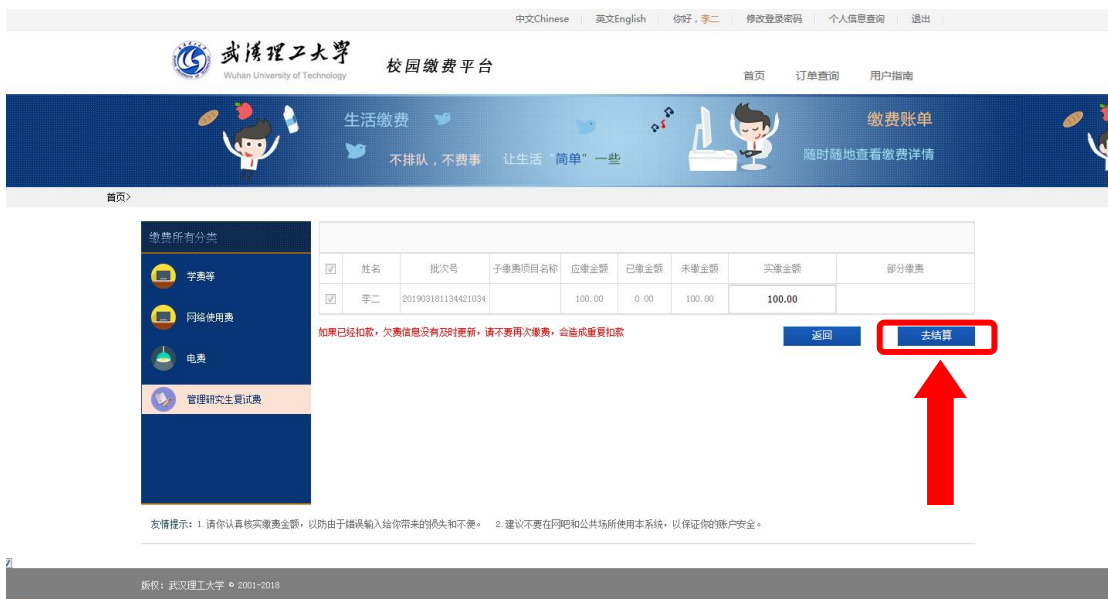 中文Chinese 英文English 你好，李二 修改登录密码 个人信息查询 退出
武漢理工大学
Wuhan University of Technology
校园缴费平台
首页 订单查询 用户指南
生活缴费
不排队，不费事 让生活“简单”一些
缴费账单
随时随地查看缴费详情
首页>
缴费所有分类
学费等
网络使用费
电费
管理研究生复试费
姓名 批次号 子缴费项目名称 应缴金额 已缴金额 未缴金额 实缴金额 部分缴费
李二 201903181134421034 100.00 0.00 100.00 100.00
如果已经扣款，欠费信息没有及时更新，请不要再次缴费，会造成重复扣款
返回 去结算
友情提示：1.请你认真核实缴费金额，以防由于错误输入给你带来的损失和不便。 2.建议不要在网吧和公共场所使用本系统，以保证你的账户安全。
版权：武汉理工大学 © 2001-2018